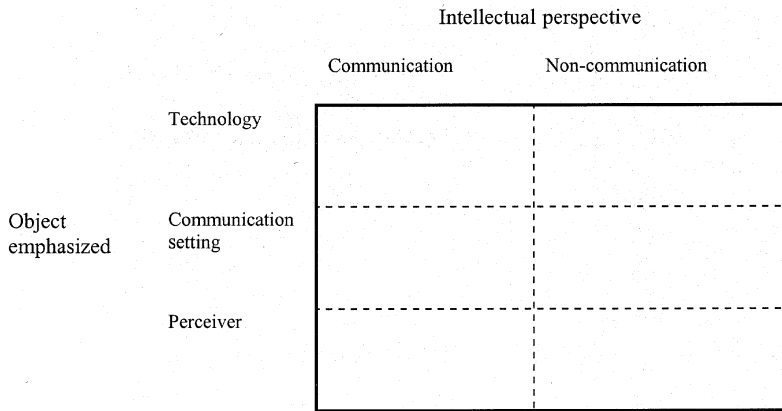 Intellectual perspective
Communication
Non-communication
Technology
Object
emphasized
Communication
setting
Perceiver